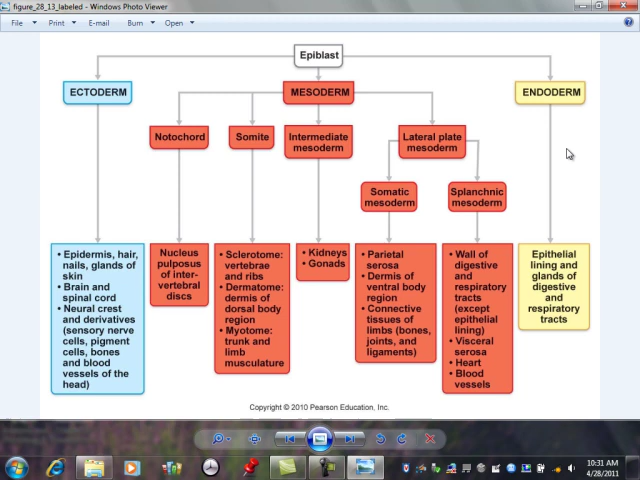 figure_28_13_labeled - Windows Photo Viewer
File Print E-mail Burn Open
Epiblast
ECTODERM
MESODERM
ENDODERM
Notochord
Somite
Intermediate
mesoderm
Lateral plate
mesoderm
Somatic
mesoderm
Splanchnic
mesoderm
• Epidermis, hair,
nails, glands of
skin
• Brain and
spinal cord
• Neural crest
and derivatives
(sensory nerve
cells, pigment
cells, bones
and blood
vessels of the
head)
Nucleus
pulposus
of inter-
vertebral
discs
• Sclerotome:
vertebrae
and ribs
• Dermatome:
dermis of
dorsal body
region
• Myotome:
trunk and
limb
musculature
• Kidneys
• Gonads
• Parietal
serosa
• Dermis of
ventral body
region
• Connective
tissues of
limbs (bones,
joints, and
ligaments)
• Wall of
digestive
and
respiratory
tracts
(except
epithelial
lining)
• Visceral
serosa
• Heart
• Blood
vessels
Epithelial
lining and
glands of
digestive
and
respiratory
tracts
Copyright © 2010 Pearson Education, Inc.
10:31 AM
4/28/2011